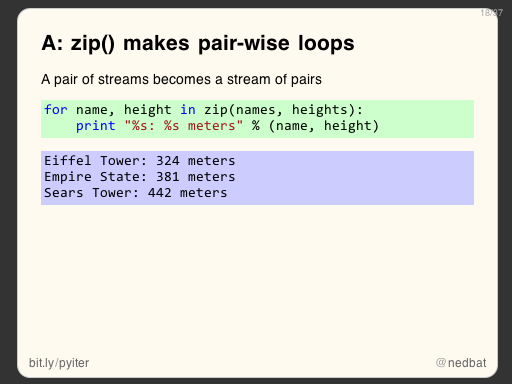 18/37
A: zip() makes pair-wise loops
A pair of streams becomes a stream of pairs
for name, height in zip(names, heights):
    print "%s: %s meters" % (name, height)
Eiffel Tower: 324 meters
Empire State: 381 meters
Sears Tower: 442 meters
bit.ly/pyiter
@nedbat